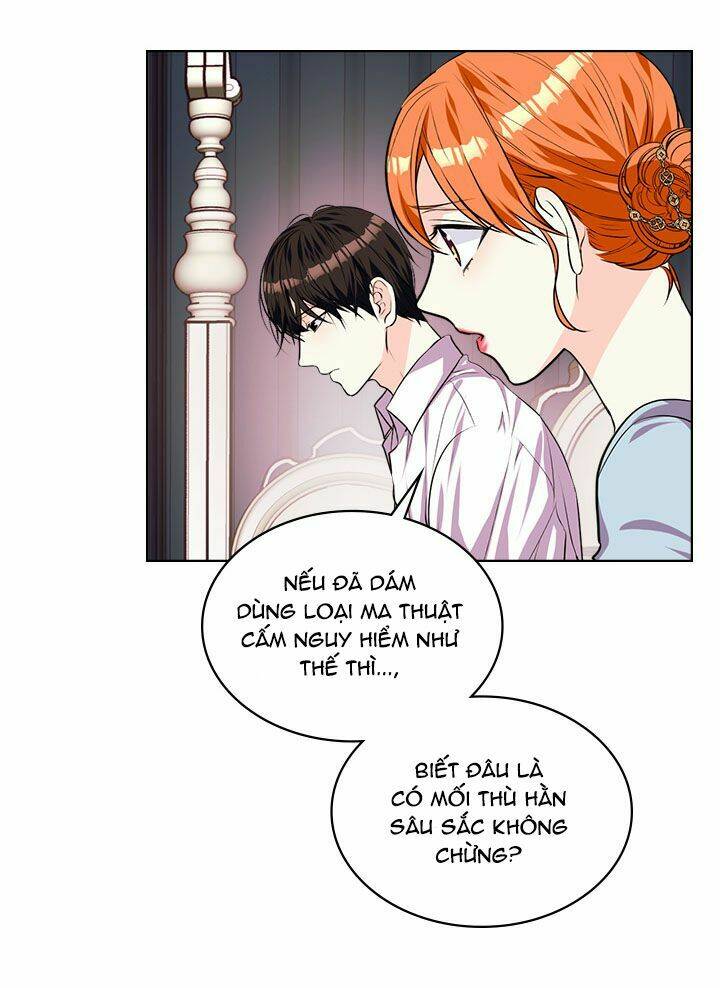 NẾU ĐÃ DÁM
DÙNG LOẠI MA THUẬT
CẤM NGUY HIỂM NHƯ
THẾ THÌ...,
BIẾT ĐÂU LÀ
CÓ MỐI THÙ HẰN
SÂU SẮC KHÔNG
CHỪNG?